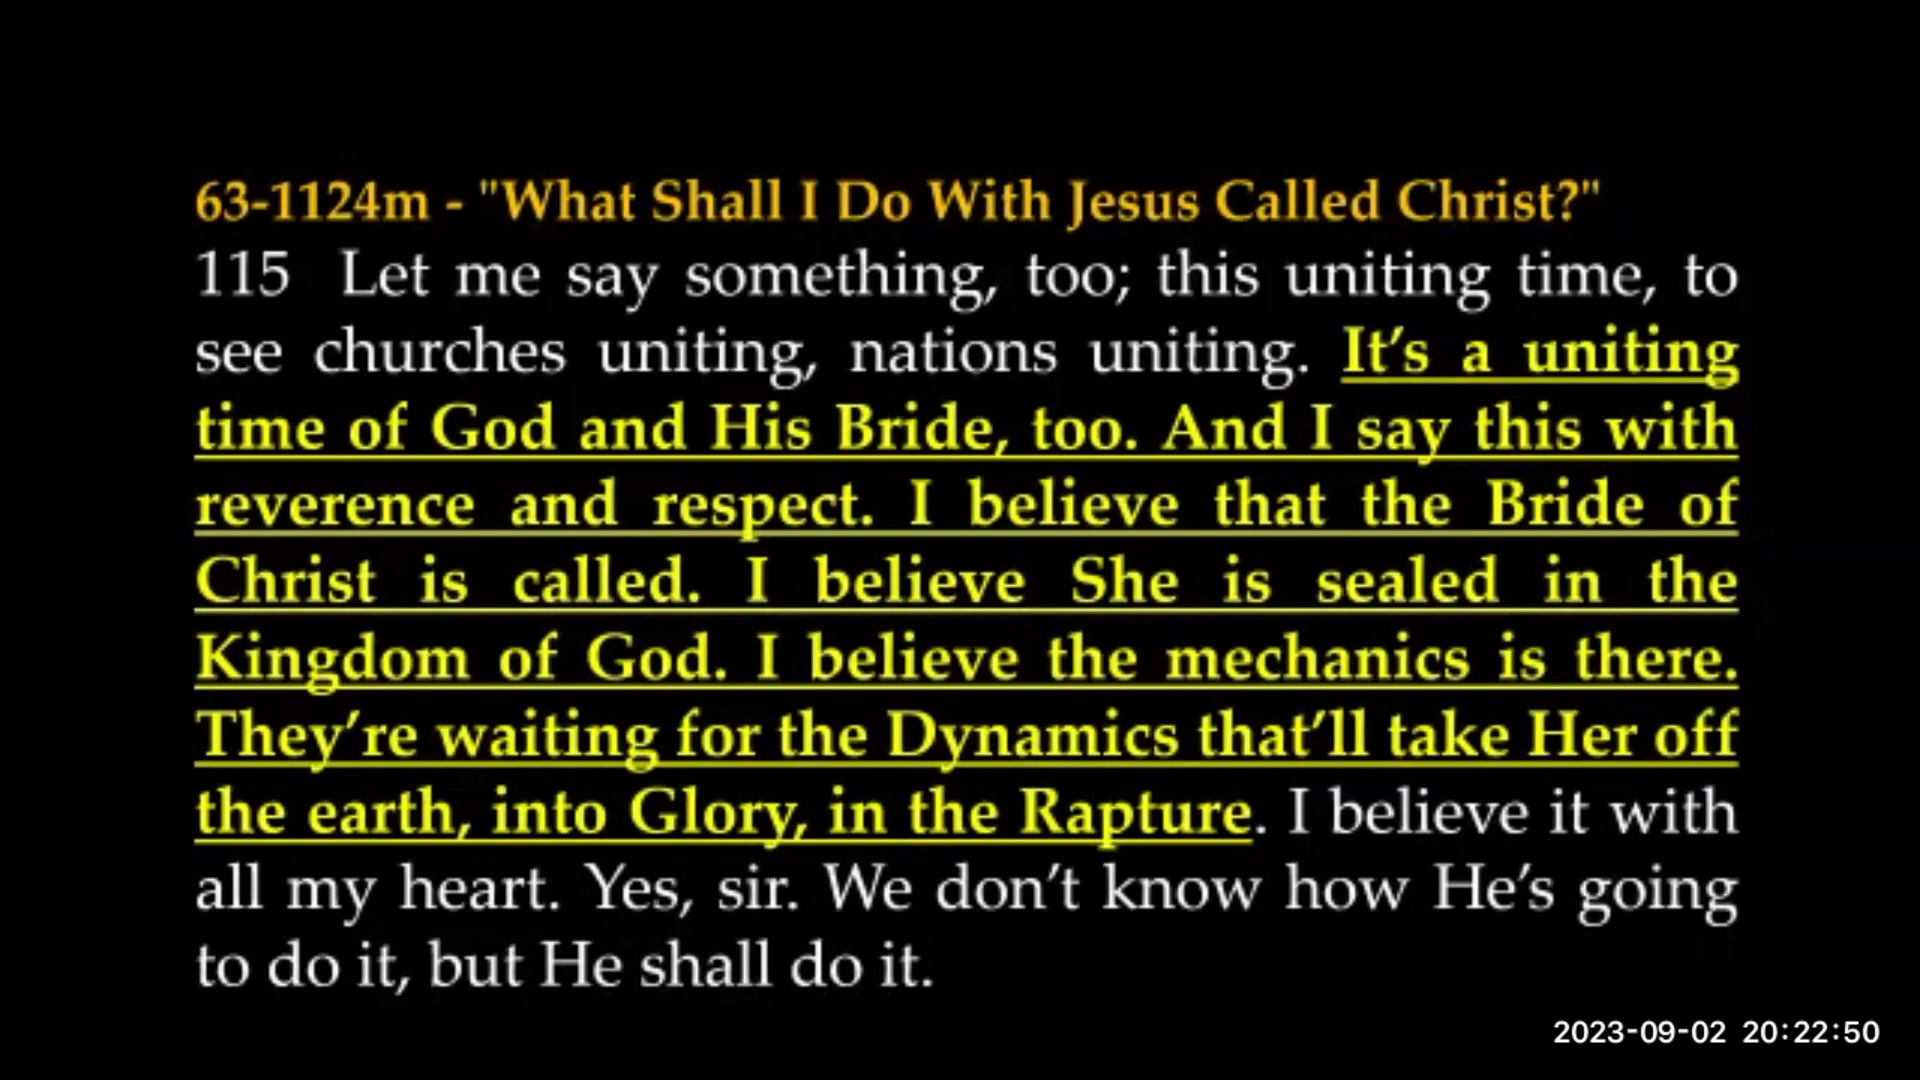 63-1124m - "What Shall I Do With Jesus Called Christ?"
115 Let me say something, too; this uniting time, to
see churches uniting, nations uniting. It’s a uniting
time of God and His Bride, too. And I say this with
reverence and respect. I believe that the Bride of
Christ is called. I believe She is sealed in the
Kingdom of God. I believe the mechanics is there.
They’re waiting for the Dynamics that’ll take Her off
the earth, into Glory, in the Rapture. I believe it with
all my heart. Yes, sir. We don’t know how He’s going
to do it, but He shall do it.
2023-09-02 20:22:50